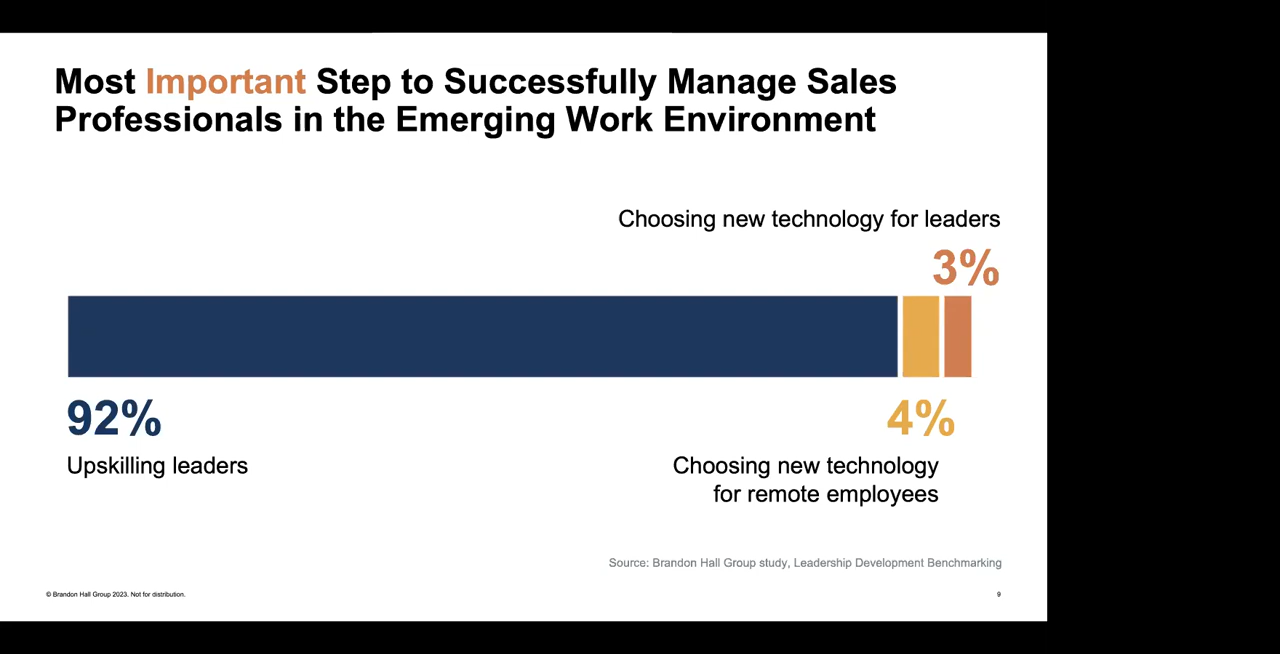 Most Important Step to Successfully Manage Sales
Professionals in the Emerging Work Environment
Choosing new technology for leaders
3%
92%
Upskilling leaders
4%
Choosing new technology
for remote employees
Source: Brandon Hall Group study, Leadership Development Benchmarking
© Brandon Hall Group 2023. Not for distribution.
9